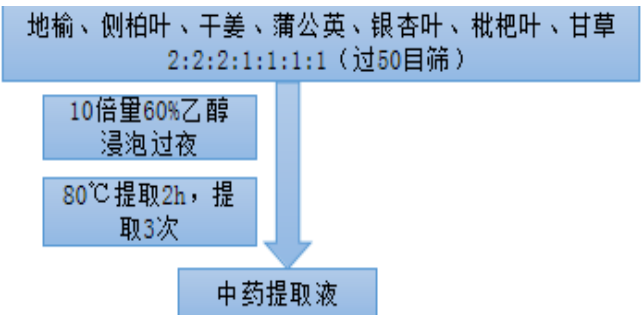 地榆、侧柏叶、干姜、蒲公英、银杏叶、枇杷叶、甘草
2:2:2:1:1:1:1（过50目筛）
10倍量60%乙醇
浸泡过夜
80℃提取2h，提
取3次
中药提取液